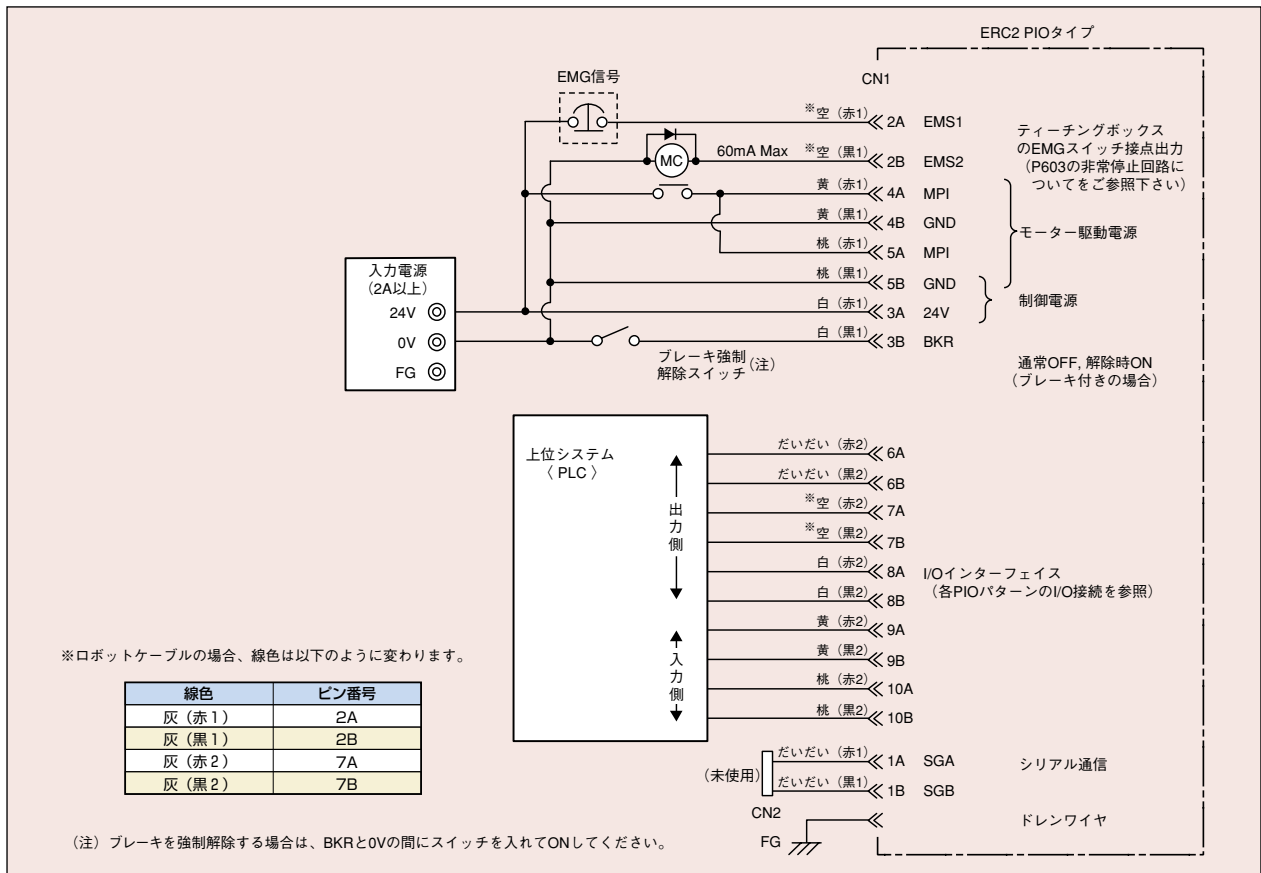 ERC2 PIOタイプ
CN1
EMG信号
※空（赤1）
2A EMS1
MC
60mA Max
※空（黒1）
2B EMS2
ティーチングボックス
のEMGスイッチ接点出力
（P603の非常停止回路に
ついてをご参照下さい）
黄（赤1）
4A MPI
黄（黒1）
4B GND
桃（赤1）
5A MPI
モーター駆動電源
桃（黒1）
5B GND
白（赤1）
3A 24V
制御電源
白（黒1）
3B BKR
入力電源
（2A以上）
24V
0V
FG
ブレーキ強制
解除スイッチ（注）
通常OFF, 解除時ON
（ブレーキ付きの場合）
上位システム
〈 PLC 〉
出力側
入力側
だいだい（赤2）
6A
だいだい（黒2）
6B
※空（赤2）
7A
※空（黒2）
7B
白（赤2）
8A
白（黒2）
8B
黄（赤2）
9A
黄（黒2）
9B
桃（赤2）
10A
桃（黒2）
10B
I/Oインターフェイス
（各PIOパターンのI/O接続を参照）
※ロボットケーブルの場合、線色は以下のように変わります。
線色 ピン番号
灰（赤1） 2A
灰（黒1） 2B
灰（赤2） 7A
灰（黒2） 7B
（未使用）
CN2
だいだい（赤1）
1A SGA
だいだい（黒1）
1B SGB
シリアル通信
FG
ドレンワイヤ
（注）ブレーキを強制解除する場合は、BKRと0Vの間にスイッチを入れてONしてください。